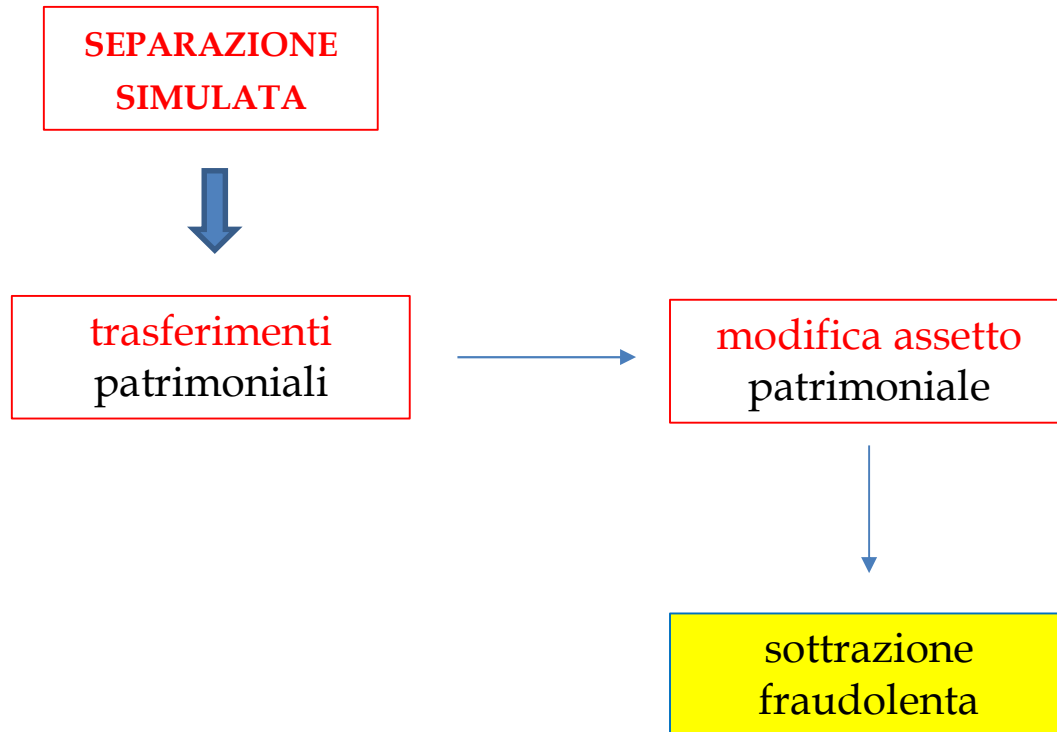 SEPARAZIONE
SIMULATA
trasferimenti
patrimoniali
modifica assetto
patrimoniale
sottrazione
fraudolenta